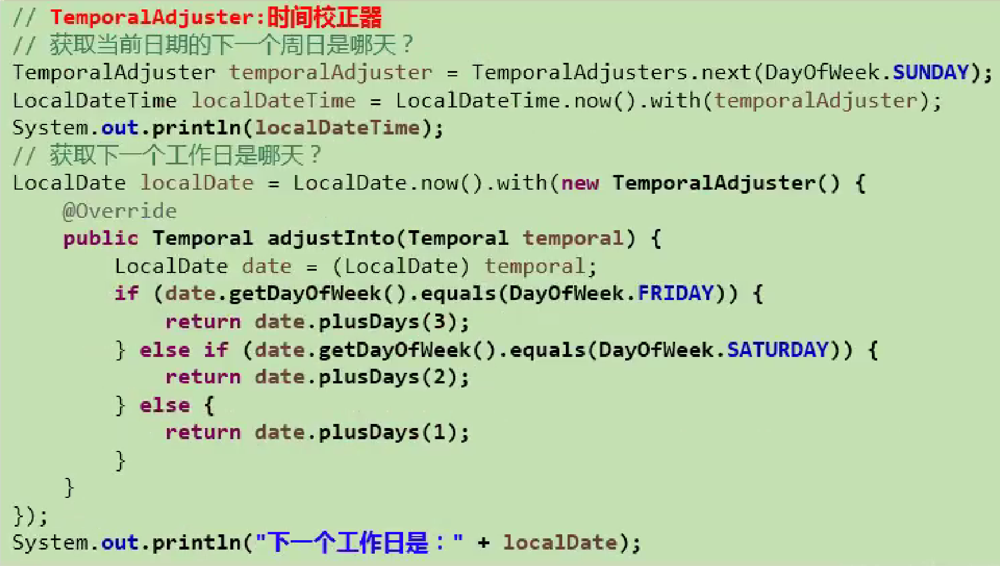 // TemporalAdjuster:时间校正器
// 获取当前日期的下一个周日是哪天？
TemporalAdjuster temporalAdjuster = TemporalAdjusters.next(DayOfWeek.SUNDAY);
LocalDateTime localDateTime = LocalDateTime.now().with(temporalAdjuster);
System.out.println(localDateTime);
// 获取下一个工作日是哪天？
LocalDate localDate = LocalDate.now().with(new TemporalAdjuster() {
    @Override
    public Temporal adjustInto(Temporal temporal) {
        LocalDate date = (LocalDate) temporal;
        if (date.getDayOfWeek().equals(DayOfWeek.FRIDAY)) {
            return date.plusDays(3);
        } else if (date.getDayOfWeek().equals(DayOfWeek.SATURDAY)) {
            return date.plusDays(2);
        } else {
            return date.plusDays(1);
        }
    }
});
System.out.println("下一个工作日是：" + localDate);